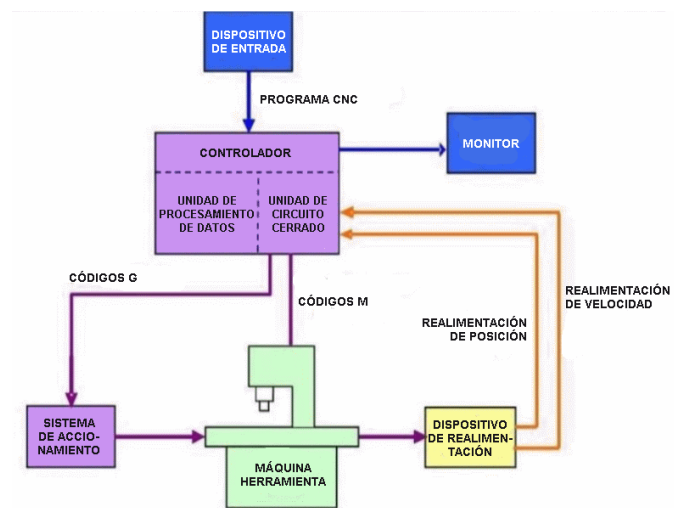 DISPOSITIVO
DE ENTRADA
PROGRAMA CNC
CONTROLADOR
MONITOR
UNIDAD DE
PROCESAMIENTO
DE DATOS
UNIDAD DE
CIRCUITO
CERRADO
CÓDIGOS G
CÓDIGOS M
REALIMENTACIÓN
DE VELOCIDAD
REALIMENTACIÓN
DE POSICIÓN
SISTEMA
DE ACCIO-
NAMIENTO
MÁQUINA
HERRAMIENTA
DISPOSITIVO
DE REALIMEN-
TACIÓN